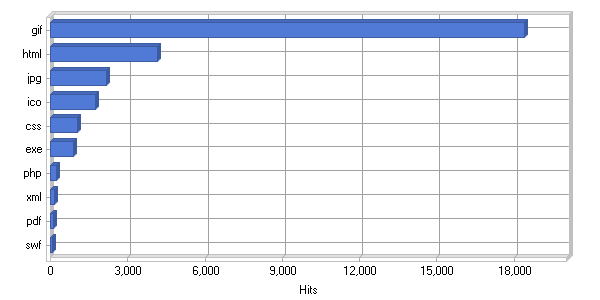 gif
html
jpg
ico
css
exe
php
xml
pdf
swf
0 3,000 6,000 9,000 12,000 15,000 18,000
Hits